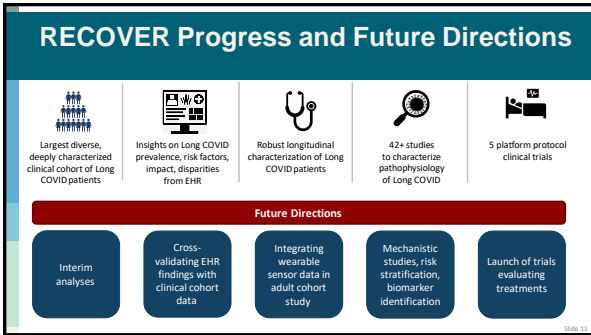 RECOVER Progress and Future Directions
Largest diverse,
deeply characterized
clinical cohort of Long
COVID patients
Insights on Long COVID
prevalence, risk factors,
impact, disparities
from EHR
Robust longitudinal
characterization of Long
COVID patients
42+ studies
to characterize
pathophysiology
of Long COVID
5 platform protocol
clinical trials
Future Directions
Interim
analyses
Cross-
validating EHR
findings with
clinical cohort
data
Integrating
wearable
sensor data in
adult cohort
study
Mechanistic
studies, risk
stratification,
biomarker
identification
Launch of trials
evaluating
treatments
Slide 11